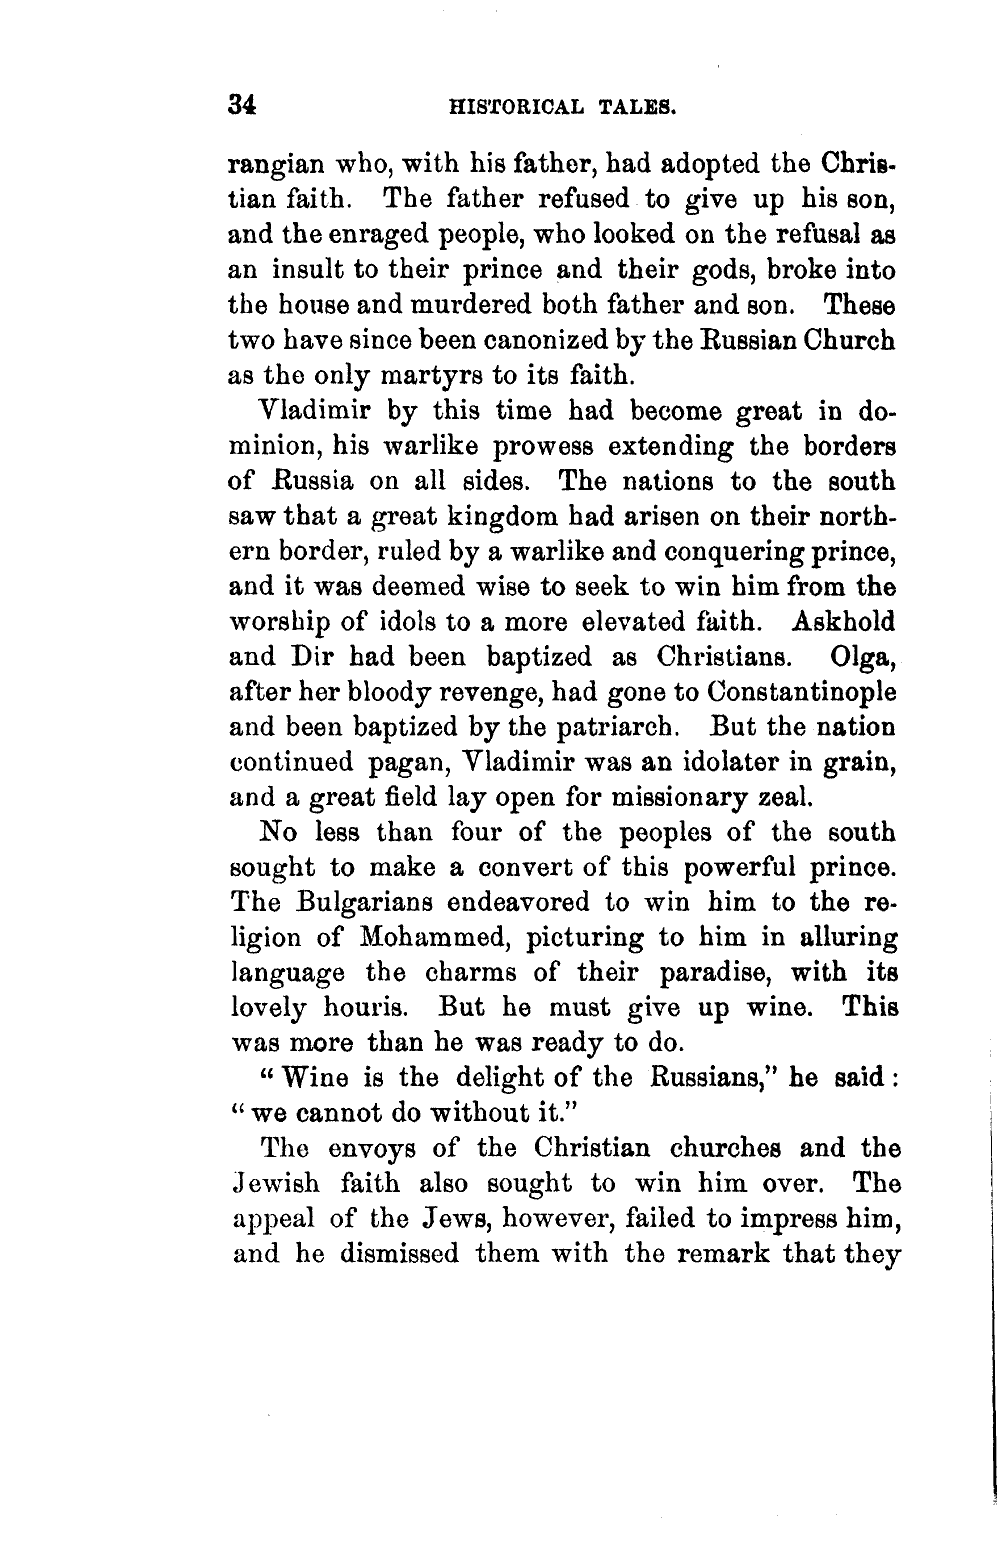 34 HISTORICAL TALES.
rangian who, with his father, had adopted the Chris-
tian faith. The father refused to give up his son,
and the enraged people, who looked on the refusal as
an insult to their prince and their gods, broke into
the house and murdered both father and son. These
two have since been canonized by the Russian Church
as the only martyrs to its faith.
Vladimir by this time had become great in do-
minion, his warlike prowess extending the borders
of Russia on all sides. The nations to the south
saw that a great kingdom had arisen on their north-
ern border, ruled by a warlike and conquering prince,
and it was deemed wise to seek to win him from the
worship of idols to a more elevated faith. Askhold
and Dir had been baptized as Christians. Olga,
after her bloody revenge, had gone to Constantinople
and been baptized by the patriarch. But the nation
continued pagan, Vladimir was an idolater in grain,
and a great field lay open for missionary zeal.
No less than four of the peoples of the south
sought to make a convert of this powerful prince.
The Bulgarians endeavored to win him to the re-
ligion of Mohammed, picturing to him in alluring
language the charms of their paradise, with its
lovely houris. But he must give up wine. This
was more than he was ready to do.
“ Wine is the delight of the Russians,” he said :
“ we cannot do without it.”
The envoys of the Christian churches and the
Jewish faith also sought to win him over. The
appeal of the Jews, however, failed to impress him,
and he dismissed them with the remark that they